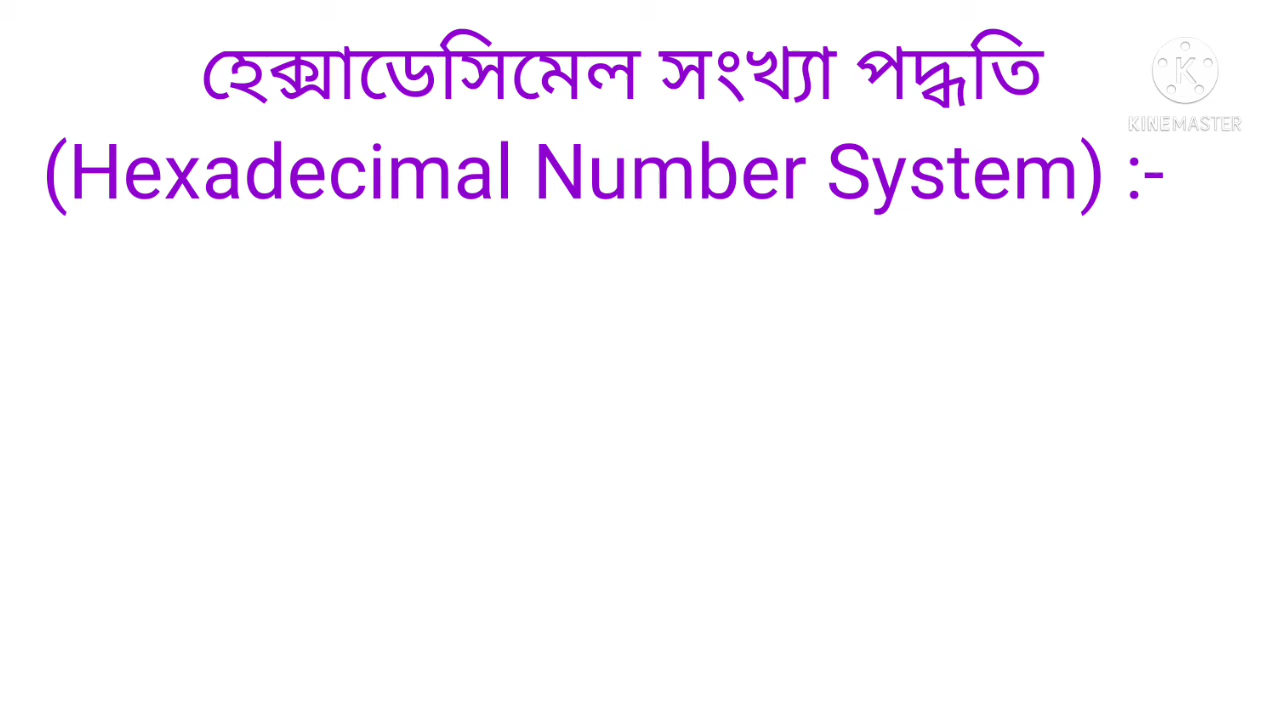 হেক্সাডেসিমেল সংখ্যা পদ্ধতি
(Hexadecimal Number System) :-
K
KINEMASTER